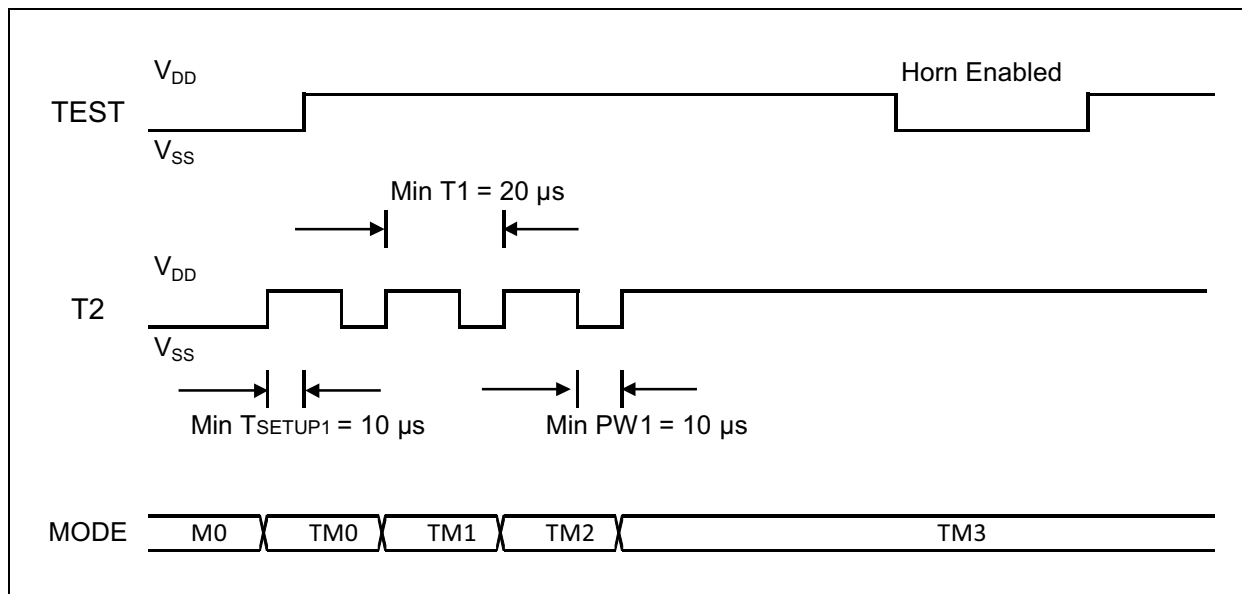 VDD
Horn Enabled
TEST
VSS
Min T1 = 20 µs
VDD
T2
VSS
Min TSETUP1 = 10 µs
Min PW1 = 10 µs
MODE M0 TM0 TM1 TM2 TM3